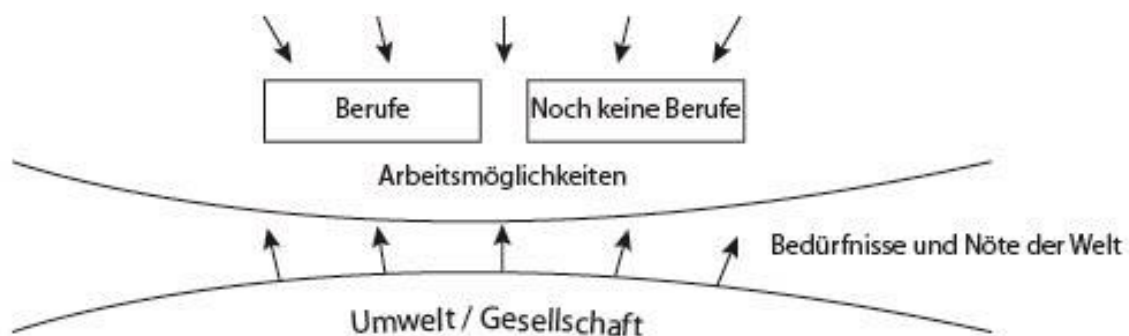 Berufe
Noch keine Berufe
Arbeitsmöglichkeiten
Bedürfnisse und Nöte der Welt
Umwelt / Gesellschaft